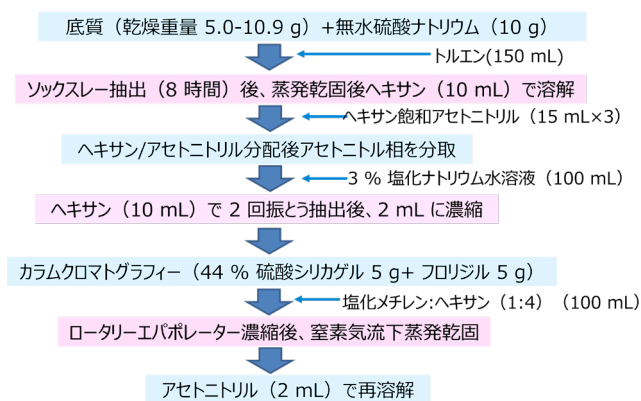 底質（乾燥重量 5.0-10.9 g）+無水硫酸ナトリウム（10 g）
トルエン(150 mL)
ソックスレー抽出（8 時間）後、蒸発乾固後ヘキサン（10 mL）で溶解
ヘキサン飽和アセトニトリル（15 mL×3）
ヘキサン/アセトニトリル分配後アセトニトル相を分取
3 % 塩化ナトリウム水溶液（100 mL）
ヘキサン（10 mL）で 2 回振とう抽出後、2 mL に濃縮
カラムクロマトグラフィー（44 % 硫酸シリカゲル 5 g+ フロリジル 5 g）
塩化メチレン:ヘキサン（1:4）（100 mL）
ロータリーエパポレーター濃縮後、窒素気流下蒸発乾固
アセトニトリル（2 mL）で再溶解